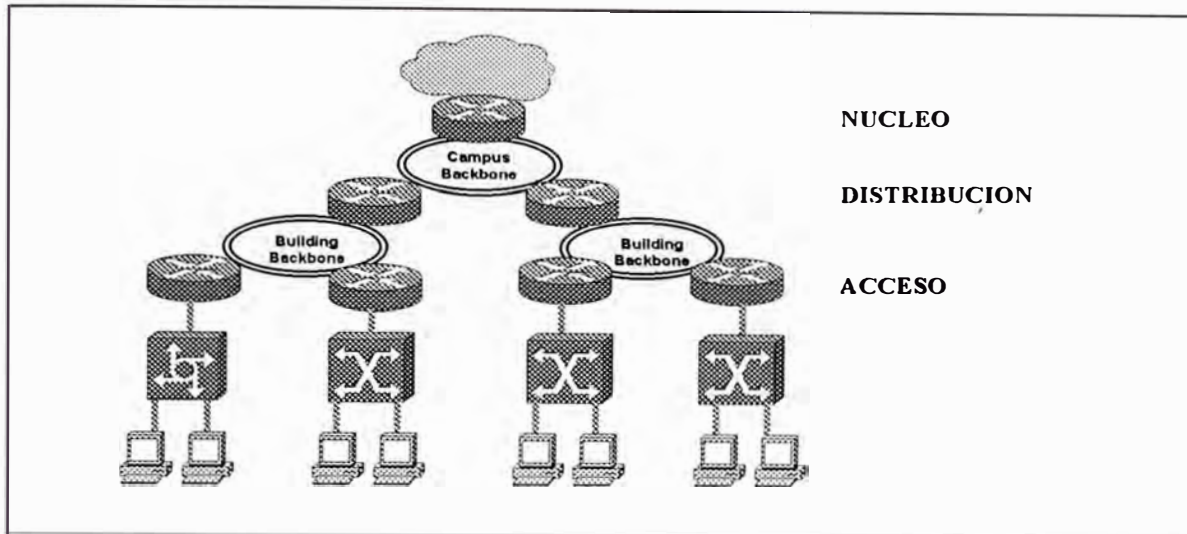 NUCLEO
Campus
Backbone
DISTRIBUCION
Building
Backbone
Building
Backbone
ACCESO